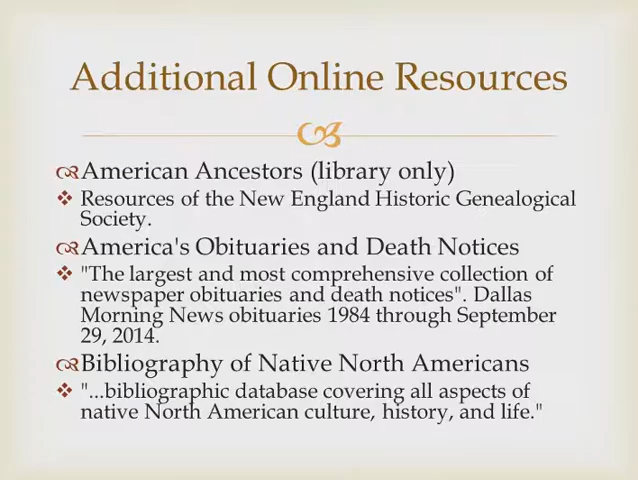 Additional Online Resources
American Ancestors (library only)
Resources of the New England Historic Genealogical
Society.
America's Obituaries and Death Notices
"The largest and most comprehensive collection of
newspaper obituaries and death notices". Dallas
Morning News obituaries 1984 through September
29, 2014.
Bibliography of Native North Americans
"...bibliographic database covering all aspects of
native North American culture, history, and life."